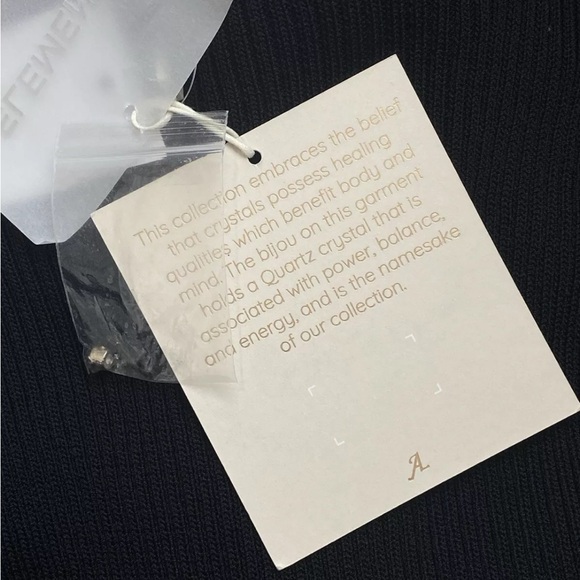 ELEMEN
This collection embraces the belief
that crystals possess healing
qualities which benefit body and
mind. The bijou on this garment
holds a Quartz crystal that is
associated with power, balance,
and energy, and is the namesake
of our collection.
A